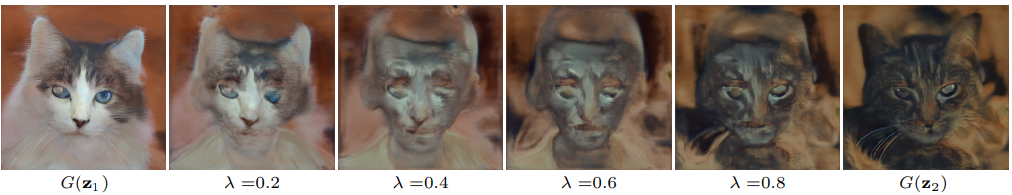 G(z₁) λ =0.2 λ =0.4 λ =0.6 λ =0.8 G(z₂)